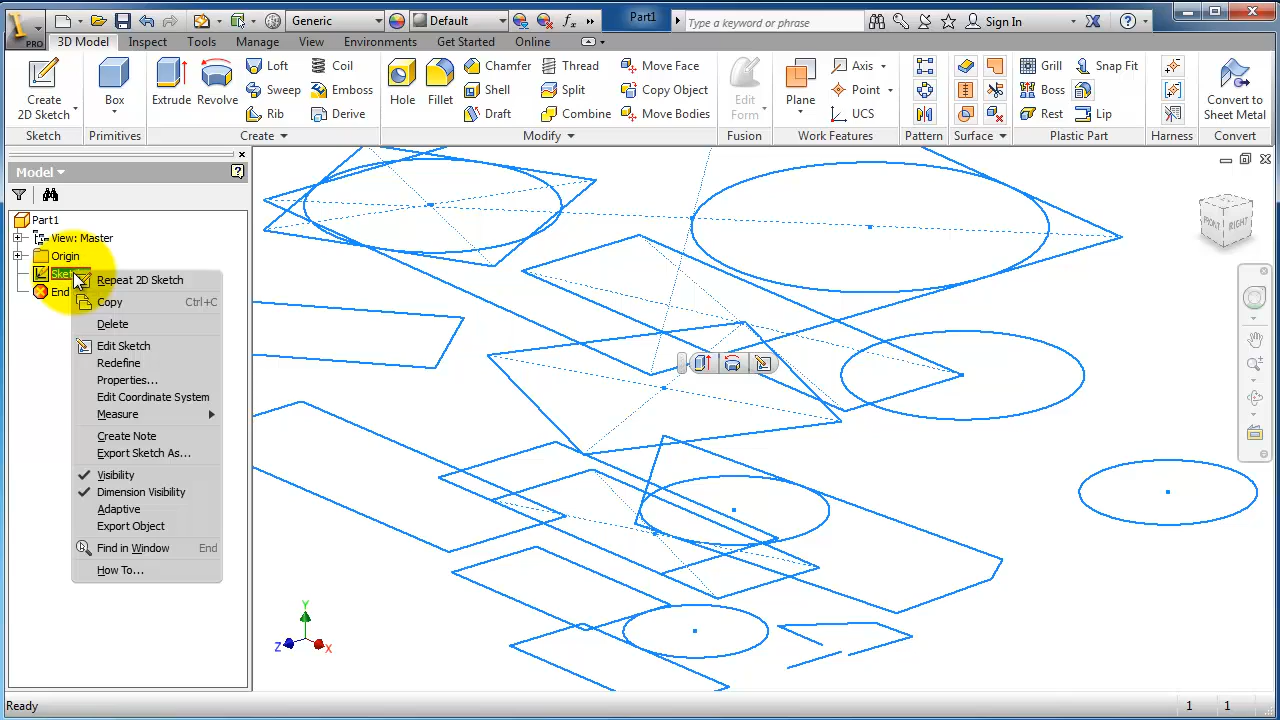 PRO
Generic
Default
fx
Part1
Type a keyword or phrase
Sign In
3D Model
Inspect
Tools
Manage
View
Environments
Get Started
Online
Create
2D Sketch
Sketch
Box
Primitives
Extrude
Revolve
Loft
Sweep
Rib
Coil
Emboss
Derive
Create
Hole
Fillet
Chamfer
Shell
Draft
Thread
Split
Combine
Move Face
Copy Object
Move Bodies
Modify
Edit
Form
Fusion
Plane
Axis
Point
UCS
Work Features
Pattern
Surface
Grill
Boss
Rest
Snap Fit
Lip
Plastic Part
Harness
Convert to
Sheet Metal
Convert
Model
Part1
View: Master
Origin
End
Repeat 2D Sketch
Copy Ctrl+C
Delete
Edit Sketch
Redefine
Properties...
Edit Coordinate System
Measure
Create Note
Export Sketch As...
Visibility
Dimension Visibility
Adaptive
Export Object
Find in Window End
How To...
FRONT
RIGHT
Y
Z
X
Ready
1
1